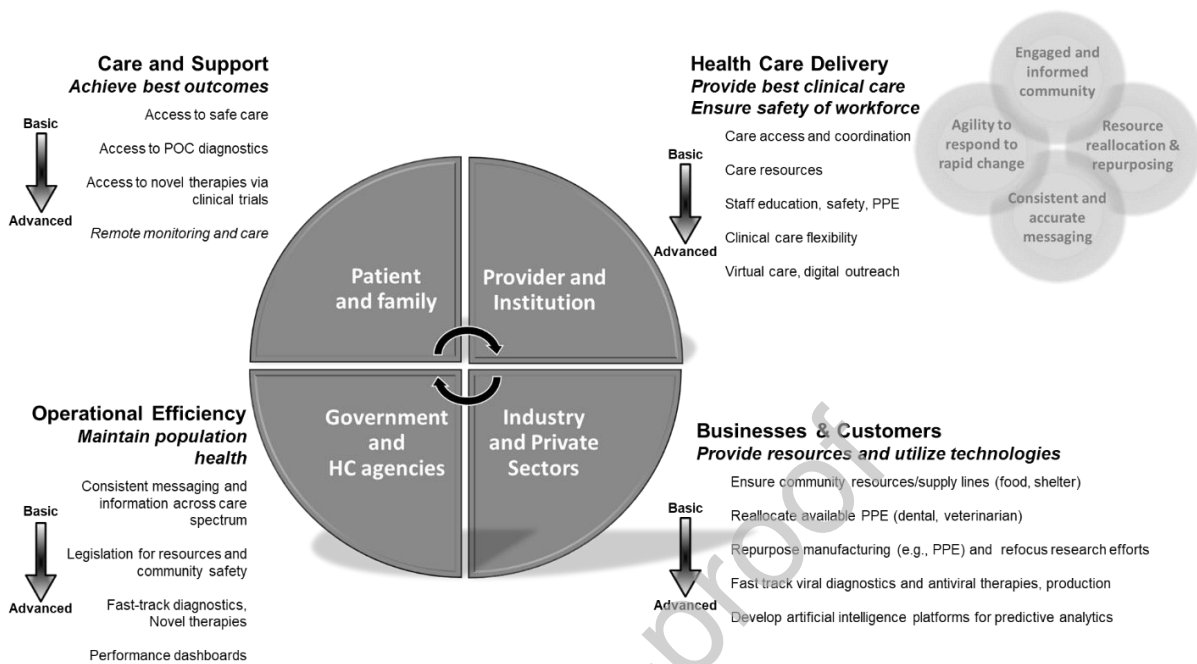 Care and Support
Achieve best outcomes
Basic
Advanced
Access to safe care
Access to POC diagnostics
Access to novel therapies via
clinical trials
Remote monitoring and care
Health Care Delivery
Provide best clinical care
Ensure safety of workforce
Basic
Advanced
Care access and coordination
Care resources
Staff education, safety, PPE
Clinical care flexibility
Virtual care, digital outreach
Engaged and
informed
community
Agility to
respond to
rapid change
Resource
reallocation &
repurposing
Consistent and
accurate
messaging
Patient
and family
Provider and
Institution
Government
and
HC agencies
Industry
and Private
Sectors
Operational Efficiency
Maintain population
health
Basic
Advanced
Consistent messaging and
information across care
spectrum
Legislation for resources and
community safety
Fast-track diagnostics,
Novel therapies
Performance dashboards
Businesses & Customers
Provide resources and utilize technologies
Basic
Advanced
Ensure community resources/supply lines (food, shelter)
Reallocate available PPE (dental, veterinarian)
Repurpose manufacturing (e.g., PPE) and refocus research efforts
Fast track viral diagnostics and antiviral therapies, production
Develop artificial intelligence platforms for predictive analytics
proof